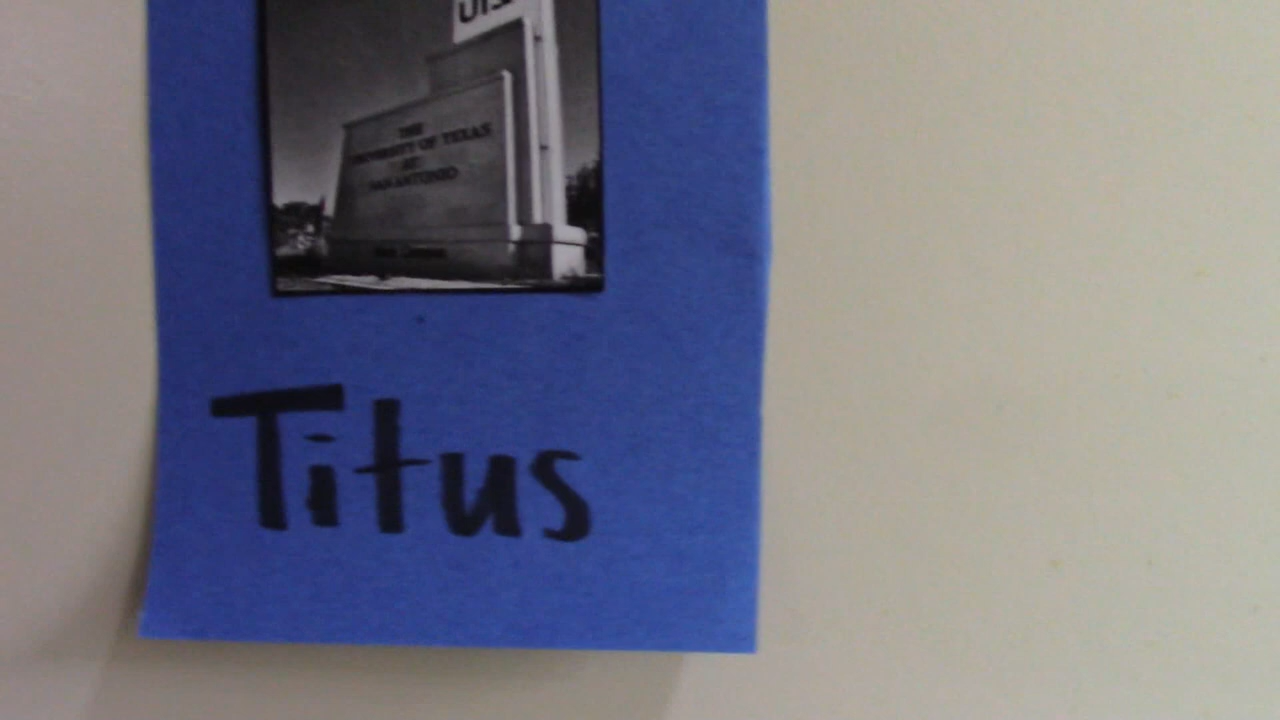 THE
UNIVERSITY OF TEXAS
AT
SAN ANTONIO
Titus